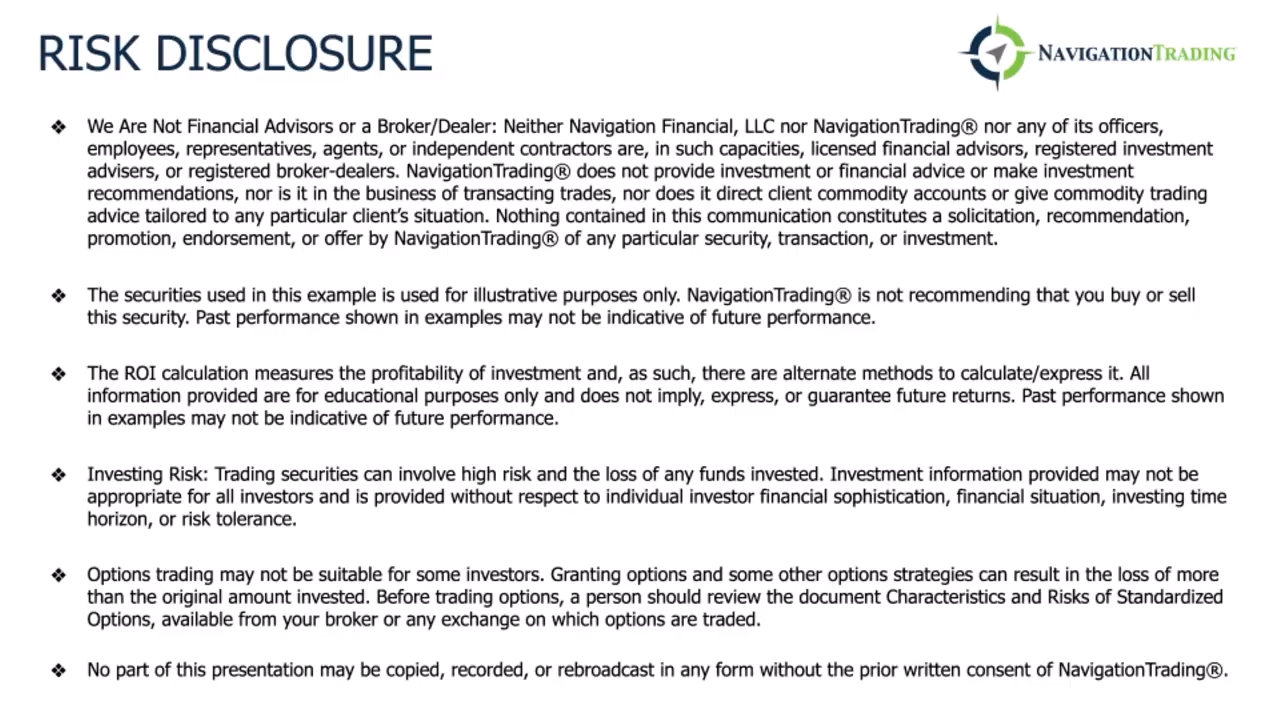 RISK DISCLOSURE
NAVIGATIONTRADING
❖ We Are Not Financial Advisors or a Broker/Dealer: Neither Navigation Financial, LLC nor NavigationTrading® nor any of its officers,
employees, representatives, agents, or independent contractors are, in such capacities, licensed financial advisors, registered investment
advisers, or registered broker-dealers. NavigationTrading® does not provide investment or financial advice or make investment
recommendations, nor is it in the business of transacting trades, nor does it direct client commodity accounts or give commodity trading
advice tailored to any particular client's situation. Nothing contained in this communication constitutes a solicitation, recommendation,
promotion, endorsement, or offer by NavigationTrading® of any particular security, transaction, or investment.
❖ The securities used in this example is used for illustrative purposes only. NavigationTrading® is not recommending that you buy or sell
this security. Past performance shown in examples may not be indicative of future performance.
❖ The ROI calculation measures the profitability of investment and, as such, there are alternate methods to calculate/express it. All
information provided are for educational purposes only and does not imply, express, or guarantee future returns. Past performance shown
in examples may not be indicative of future performance.
❖ Investing Risk: Trading securities can involve high risk and the loss of any funds invested. Investment information provided may not be
appropriate for all investors and is provided without respect to individual investor financial sophistication, financial situation, investing time
horizon, or risk tolerance.
❖ Options trading may not be suitable for some investors. Granting options and some other options strategies can result in the loss of more
than the original amount invested. Before trading options, a person should review the document Characteristics and Risks of Standardized
Options, available from your broker or any exchange on which options are traded.
❖ No part of this presentation may be copied, recorded, or rebroadcast in any form without the prior written consent of NavigationTrading®.